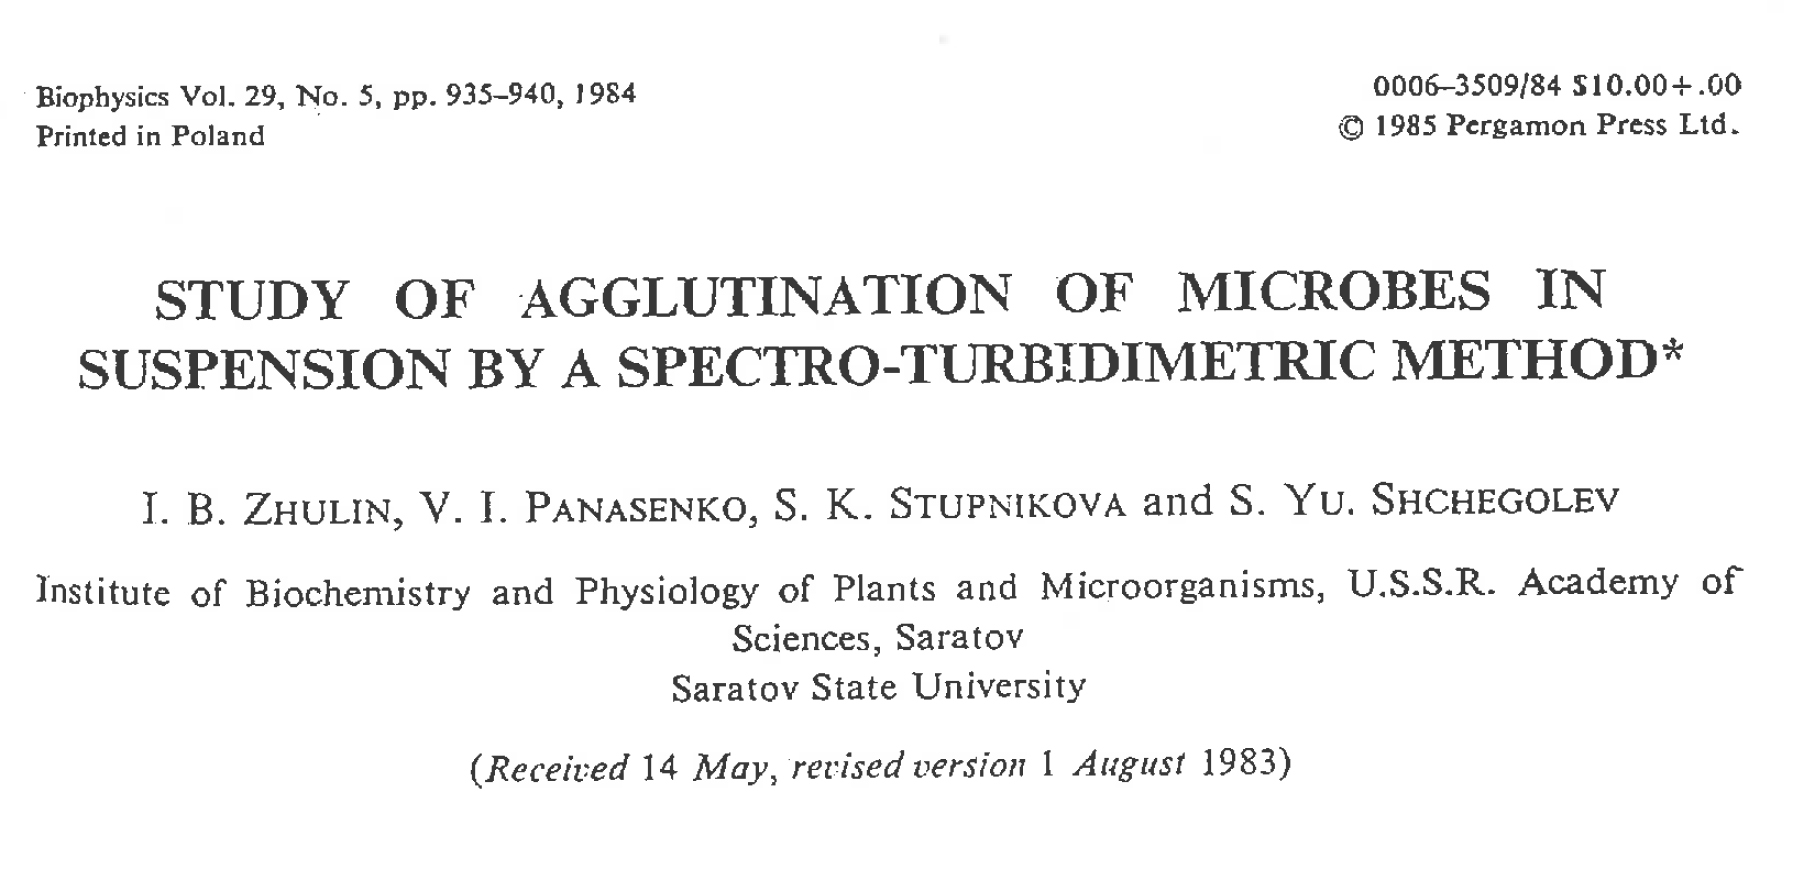 Biophysics Vol. 29, No. 5, pp. 935–940, 1984
Printed in Poland
0006–3509/84 $10.00+.00
© 1985 Pergamon Press Ltd.
STUDY OF AGGLUTINATION OF MICROBES IN
SUSPENSION BY A SPECTRO-TURBIDIMETRIC METHOD*
I. B. ZHULIN, V. I. PANASENKO, S. K. STUPNIKOVA and S. YU. SHCHEGOLEV
Institute of Biochemistry and Physiology of Plants and Microorganisms, U.S.S.R. Academy of
Sciences, Saratov
Saratov State University
(Received 14 May, revised version 1 August 1983)